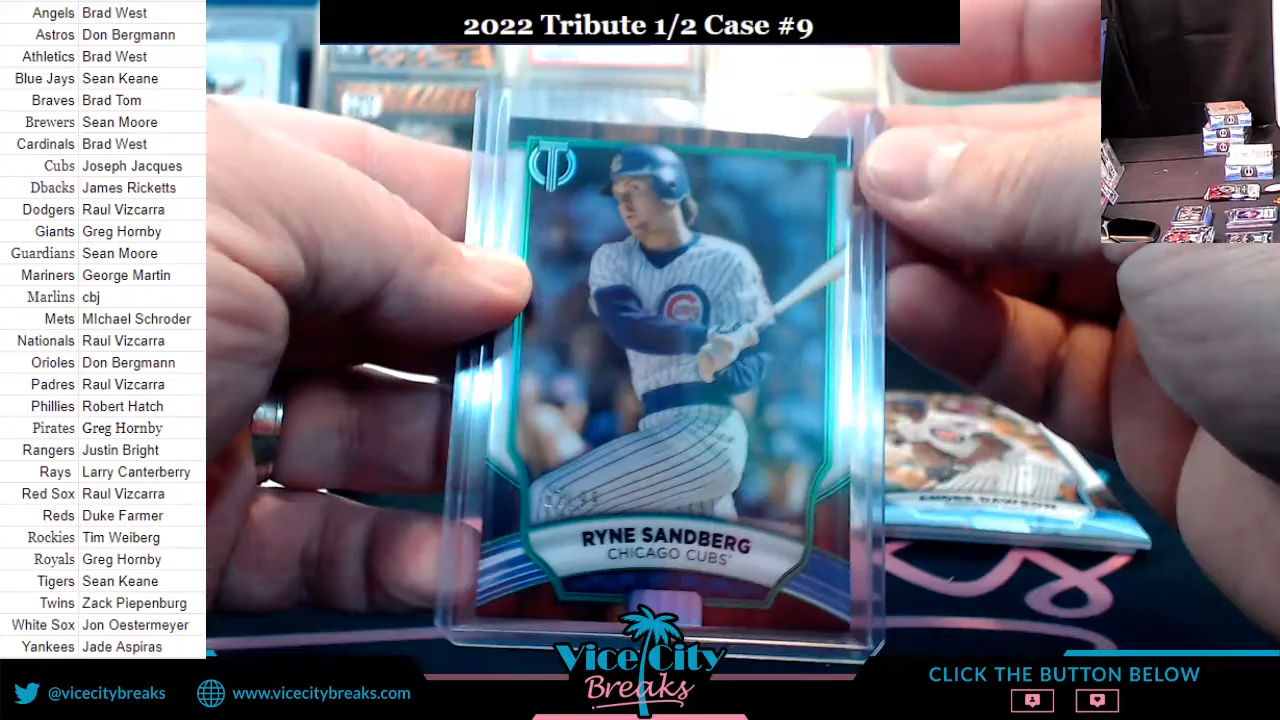 2022 Tribute 1/2 Case #9
Angels Brad West
Astros Don Bergmann
Athletics Brad West
Blue Jays Sean Keane
Braves Brad Tom
Brewers Sean Moore
Cardinals Brad West
Cubs Joseph Jacques
Dbacks James Ricketts
Dodgers Raul Vizcarra
Giants Greg Hornby
Guardians Sean Moore
Mariners George Martin
Marlins cbj
Mets MIchael Schroder
Nationals Raul Vizcarra
Orioles Don Bergmann
Padres Raul Vizcarra
Phillies Robert Hatch
Pirates Greg Hornby
Rangers Justin Bright
Rays Larry Canterberry
Red Sox Raul Vizcarra
Reds Duke Farmer
Rockies Tim Weiberg
Royals Greg Hornby
Tigers Sean Keane
Twins Zack Piepenburg
White Sox Jon Oestermeyer
Yankees Jade Aspiras
RYNE SANDBERG
CHICAGO CUBS
Vice City
Breaks
@vicecitybreaks
www.vicecitybreaks.com
CLICK THE BUTTON BELOW